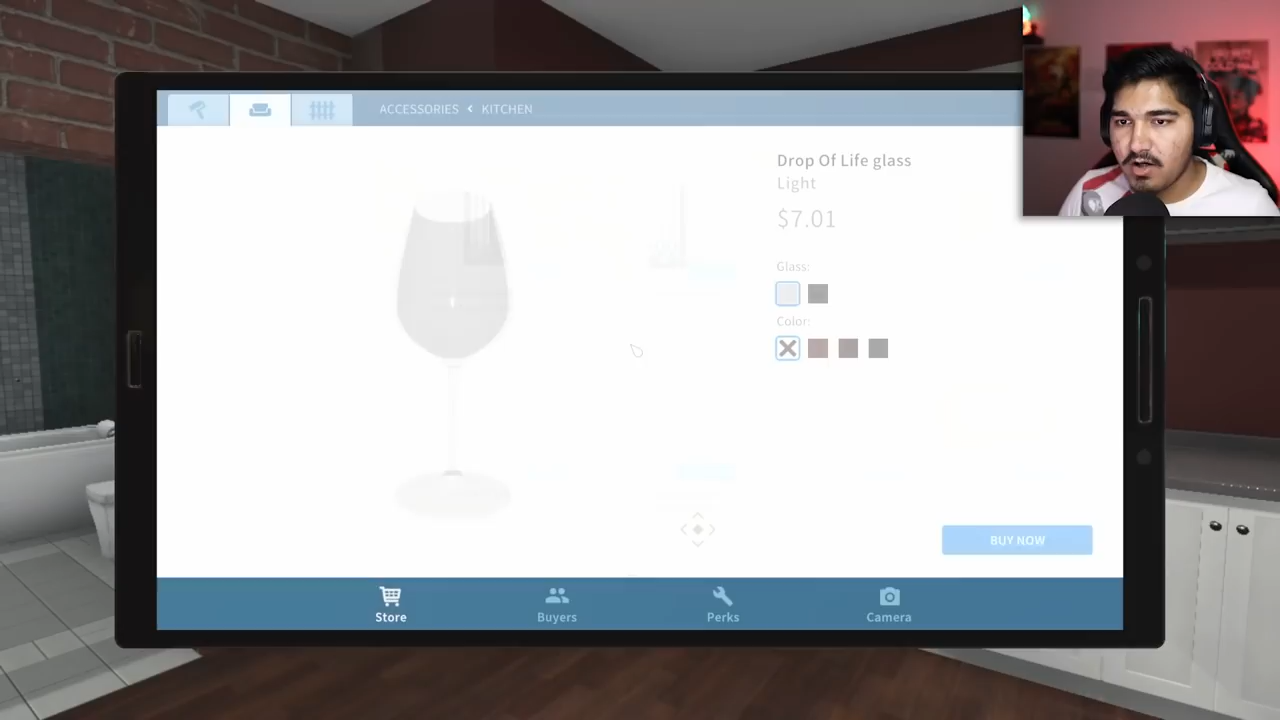 ACCESSORIES < KITCHEN
Drop Of Life glass
Light
$7.01
Glass:
Color:
BUY NOW
Store
Buyers
Perks
Camera